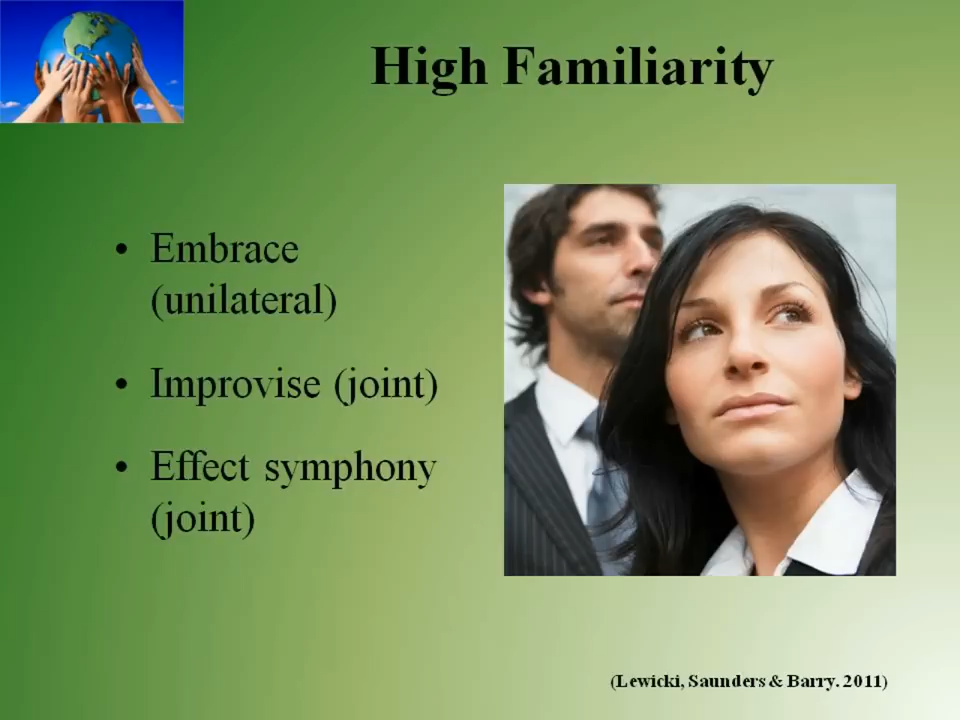 High Familiarity
• Embrace
(unilateral)
• Improvise (joint)
• Effect symphony
(joint)
(Lewicki, Saunders & Barry. 2011)